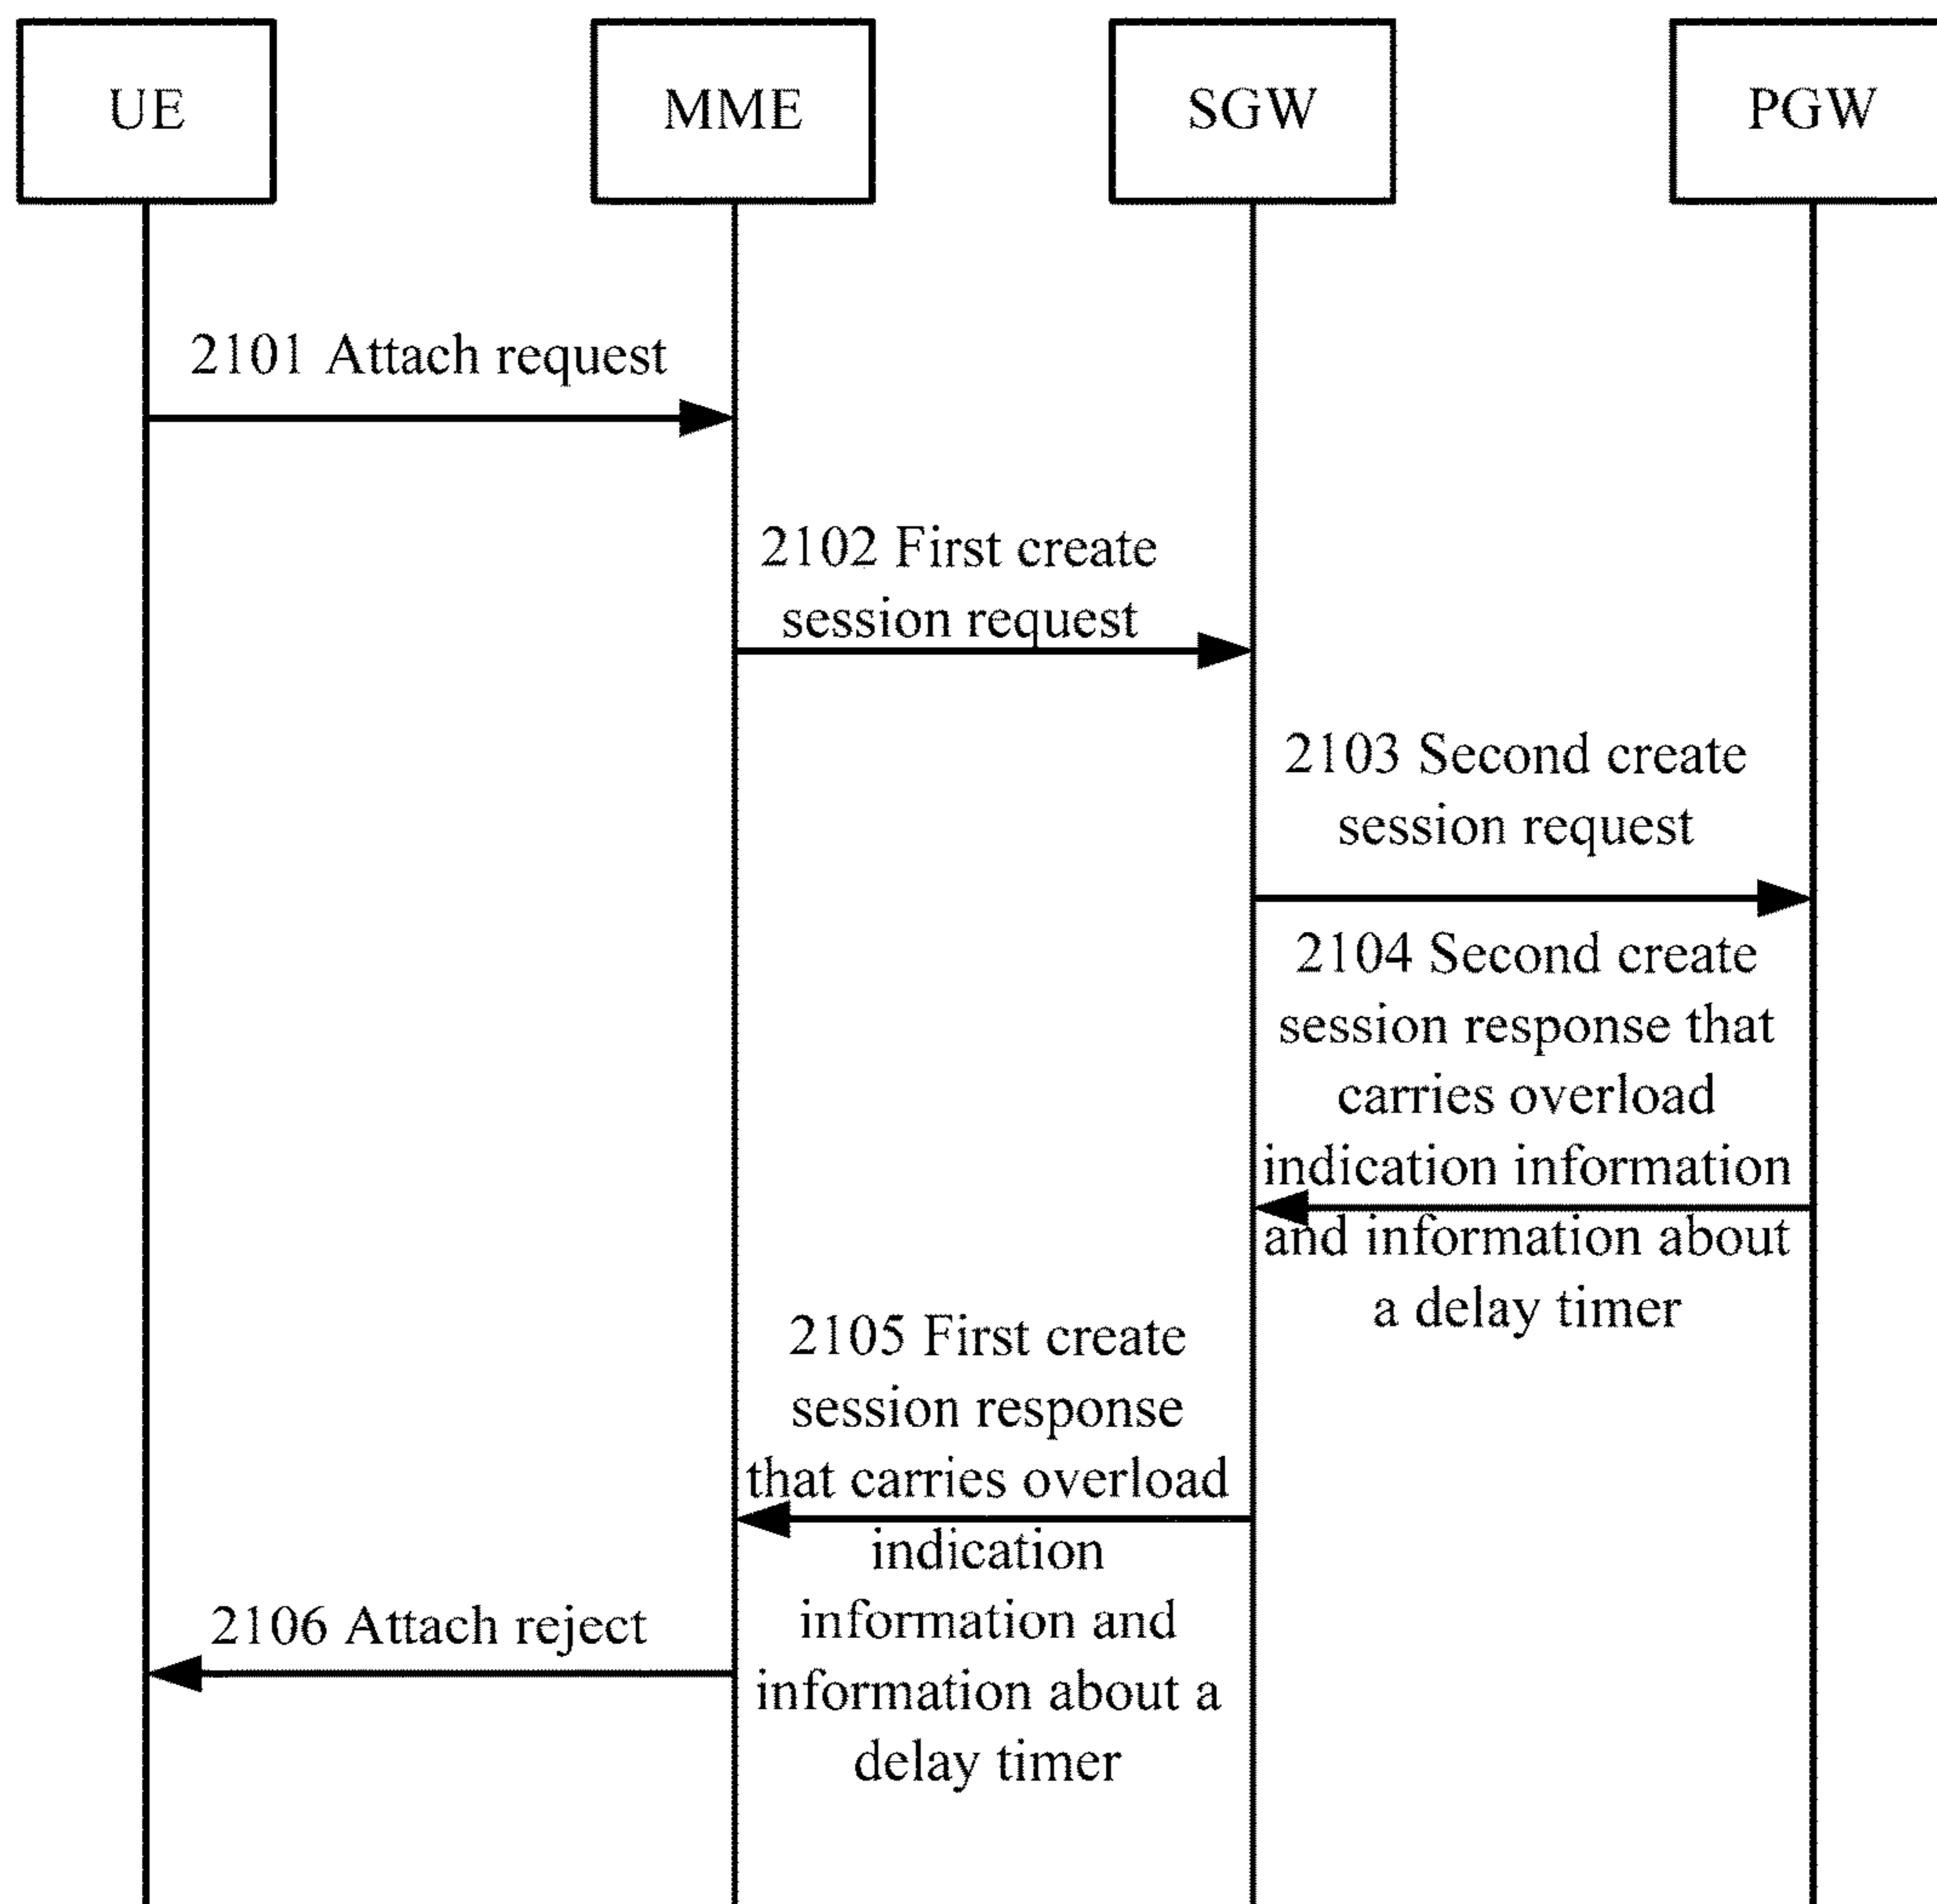 UE
MME
SGW
PGW
2101 Attach request
2102 First create
session request
2103 Second create
session request
2104 Second create
session response that
carries overload
indication information
and information about
a delay timer
2105 First create
session response
that carries overload
indication
information and
information about a
delay timer
2106 Attach reject